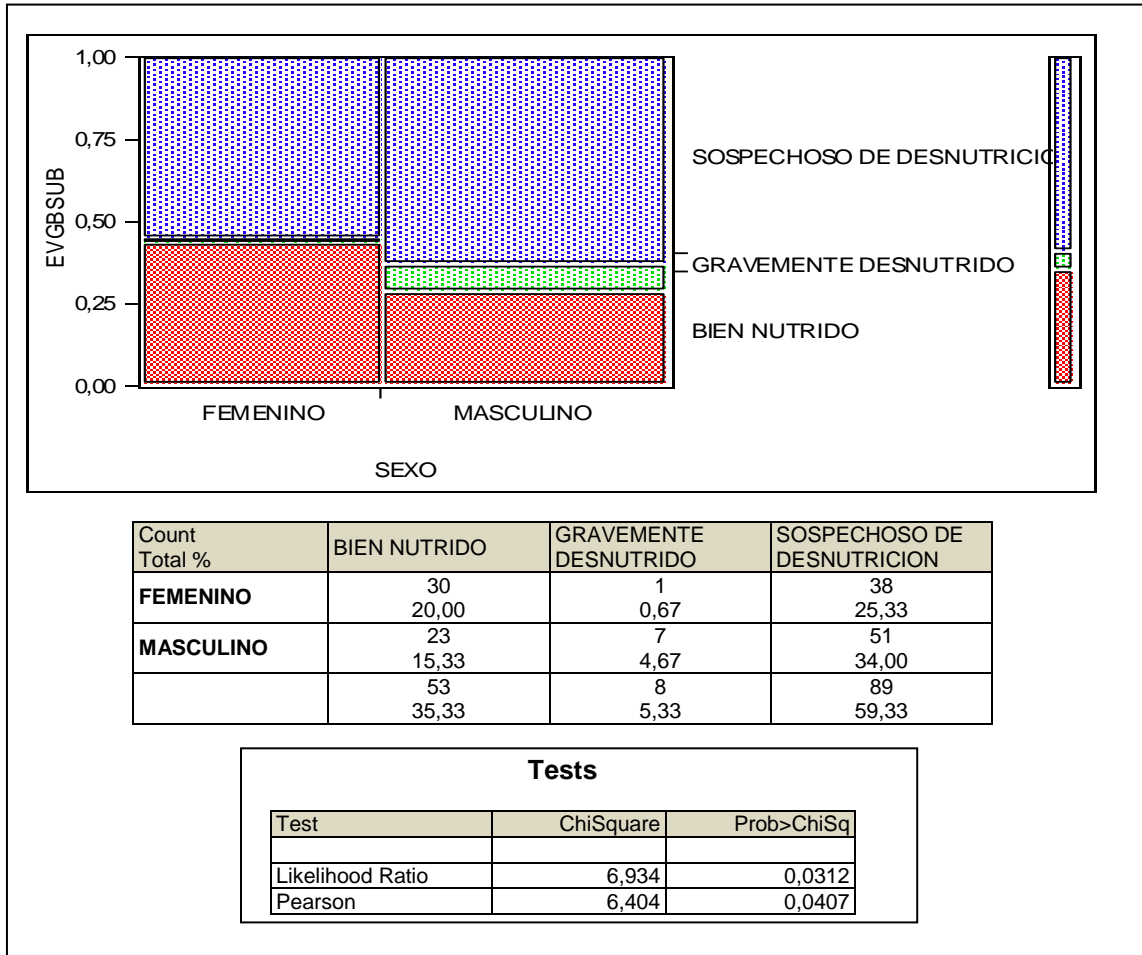 1,00
0,75
0,50
0,25
0,00
EVGBSUB
FEMENINO MASCULINO
SEXO
SOSPECHOSO DE DESNUTRICIO
GRAVEMENTE DESNUTRIDO
BIEN NUTRIDO
Count
Total %
BIEN NUTRIDO
GRAVEMENTE
DESNUTRIDO
SOSPECHOSO DE
DESNUTRICION
FEMENINO
30 1 38
20,00 0,67 25,33
MASCULINO
23 7 51
15,33 4,67 34,00
53 8 89
35,33 5,33 59,33
Tests
Test ChiSquare Prob>ChiSq
Likelihood Ratio 6,934 0,0312
Pearson 6,404 0,0407